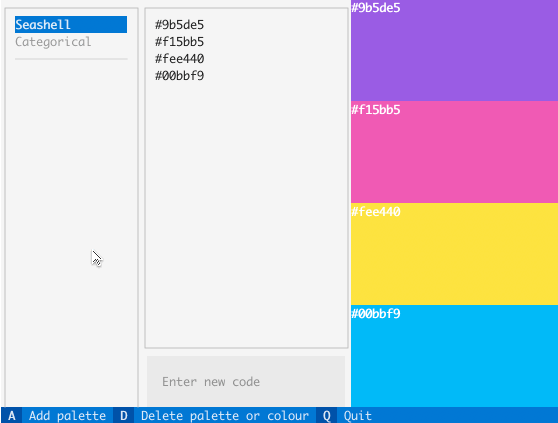 Seashell
Categorical
#9b5de5
#f15bb5
#fee440
#00bbf9
Enter new code
#9b5de5
#f15bb5
#fee440
#00bbf9
A Add palette D Delete palette or colour Q Quit